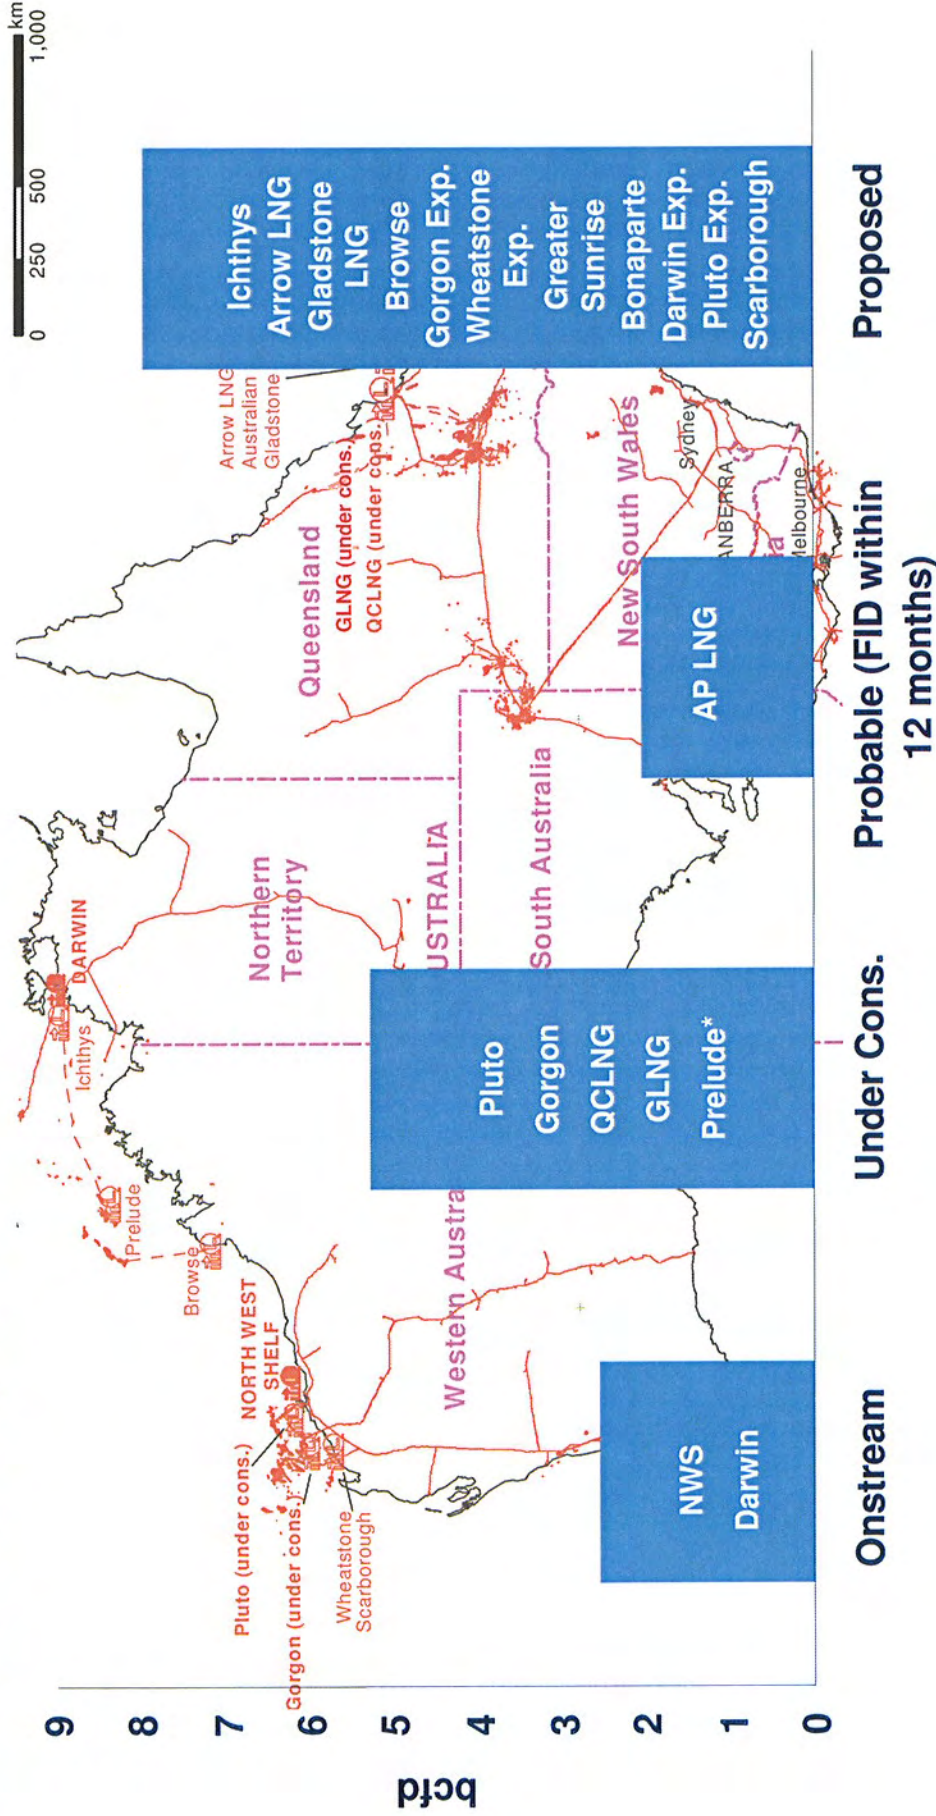 0
250
500
1,000
km
bcfd
9
8
7
6
5
4
3
2
1
0
Pluto (under cons.)
NORTH WEST
SHELF
Gorgon (under cons.)
Wheatstone
Scarborough
Browse
Prelude
Ichthys
DARWIN
Northern
Territory
Queensland
Arrow LNG
Australian
Gladstone
GLNG (under cons.)
QCLNG (under cons.)
Western Austra
USTRALIA
South Australia
New South Wales
Sydney
ANBERRA
Melbourne
ia
NWS
Darwin
Pluto
Gorgon
QCLNG
GLNG
Prelude*
AP LNG
Ichthys
Arrow LNG
Gladstone
LNG
Browse
Gorgon Exp.
Wheatstone
Exp.
Greater
Sunrise
Bonaparte
Darwin Exp.
Pluto Exp.
Scarborough
Onstream
Under Cons.
Probable (FID within
12 months)
Proposed